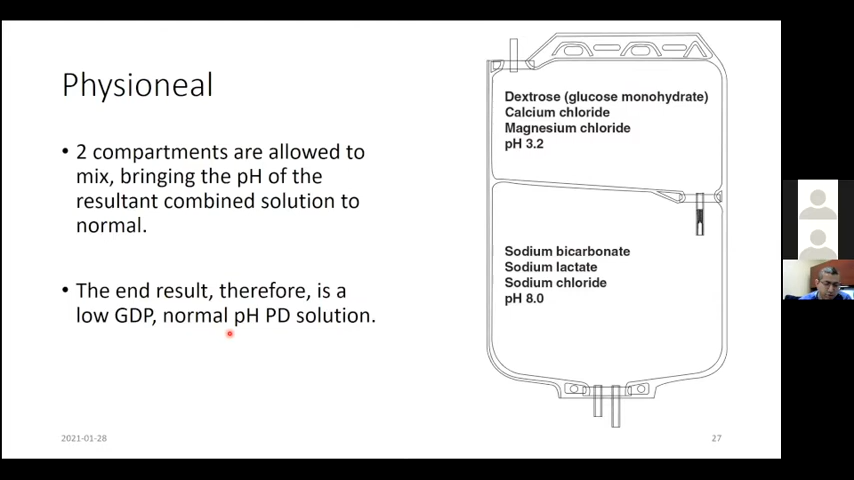 Physioneal
• 2 compartments are allowed to
mix, bringing the pH of the
resultant combined solution to
normal.
• The end result, therefore, is a
low GDP, normal pH PD solution.
Dextrose (glucose monohydrate)
Calcium chloride
Magnesium chloride
pH 3.2
Sodium bicarbonate
Sodium lactate
Sodium chloride
pH 8.0
2021-01-28
27